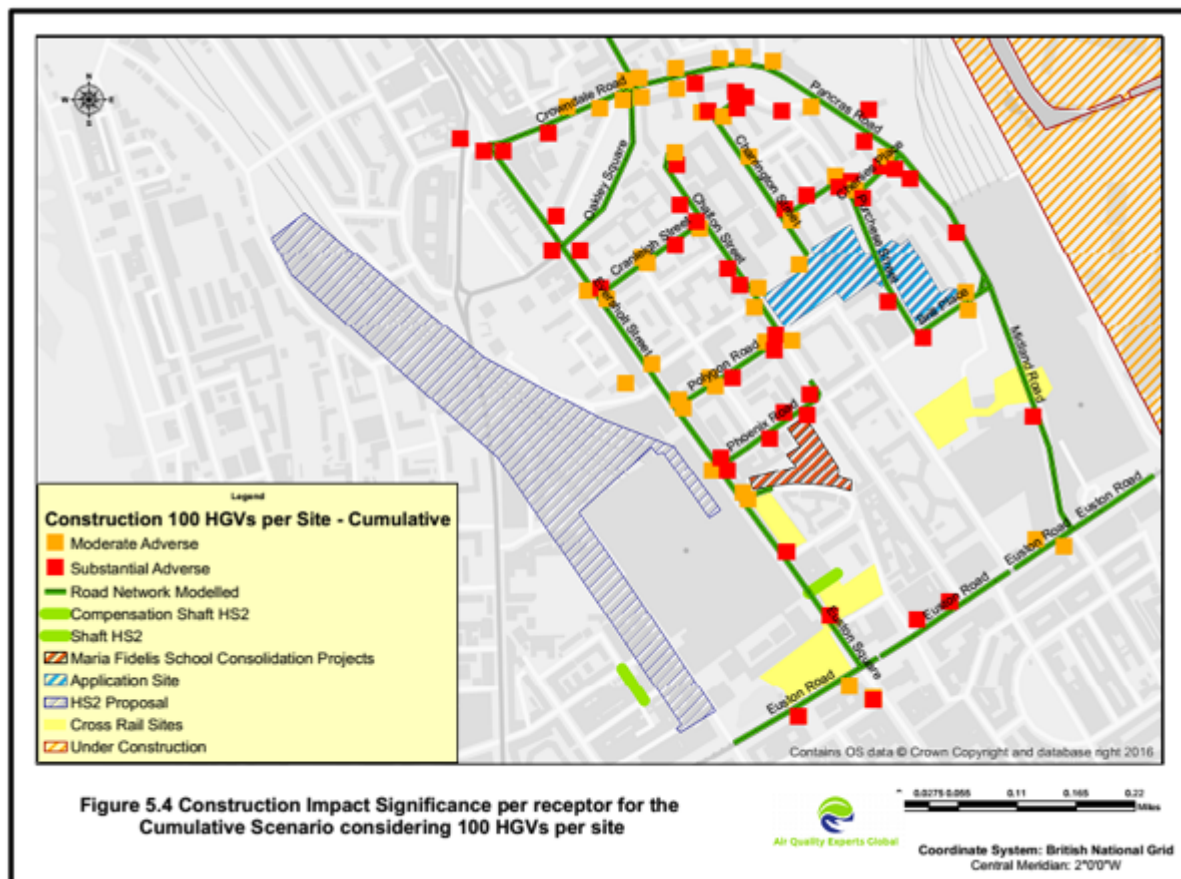 N
W E
S
Crowndale Road
Pancras Road
Oakley Square
Charrington Street
Chalton Street
Cranleigh Street
Purchese Street
Eversholt Street
Polygon Road
Phoenix Road
Midland Road
Euston Road
Euston Road
Euston Road
Euston Road
Contains OS data © Crown Copyright and database right 2016
Legend
Construction 100 HGVs per Site - Cumulative
Moderate Adverse
Substantial Adverse
Road Network Modelled
Compensation Shaft HS2
Shaft HS2
Maria Fidelis School Consolidation Projects
Application Site
HS2 Proposal
Cross Rail Sites
Under Construction
Figure 5.4 Construction Impact Significance per receptor for the
Cumulative Scenario considering 100 HGVs per site
Air Quality Experts Global
0.0275 0.055 0.11 0.165 0.22
Miles
Coordinate System: British National Grid
Central Meridian: 2°0'0"W